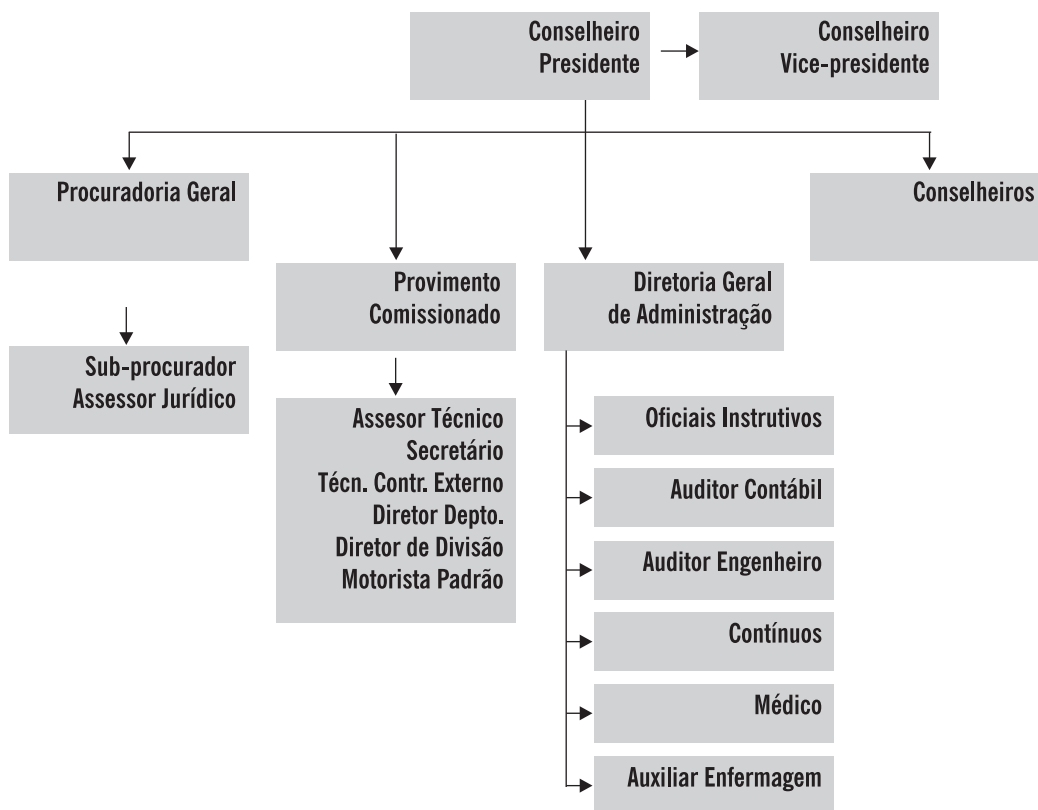 Conselheiro
Presidente
Conselheiro
Vice-presidente
Procuradoria Geral
Conselheiros
Provimento
Comissionado
Diretoria Geral
de Administração
Sub-procurador
Assessor Jurídico
Assesor Técnico
Secretário
Técn. Contr. Externo
Diretor Depto.
Diretor de Divisão
Motorista Padrão
Oficiais Instrutivos
Auditor Contábil
Auditor Engenheiro
Contínuos
Médico
Auxiliar Enfermagem